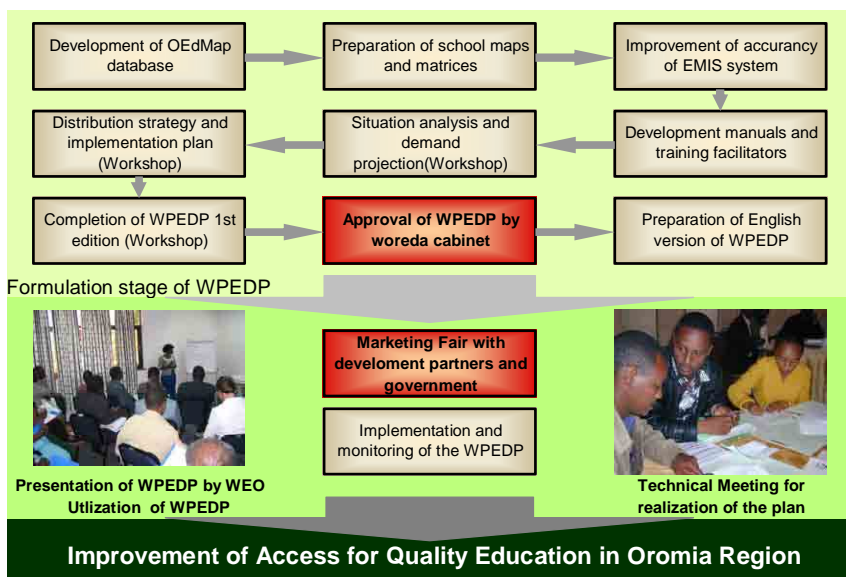 Development of OEdMap
database
Preparation of school maps
and matrices
Improvement of accurancy
of EMIS system
Distribution strategy and
implementation plan
(Workshop)
Situation analysis and
demand
projection(Workshop)
Development manuals and
training facilitators
Completion of WPEDP 1st
edition (Workshop)
Approval of WPEDP by
woreda cabinet
Preparation of English
version of WPEDP
Formulation stage of WPEDP
Marketing Fair with
develoment partners and
government
Implementation and
monitoring of the WPEDP
Presentation of WPEDP by WEO
Utlization of WPEDP
Technical Meeting for
realization of the plan
Improvement of Access for Quality Education in Oromia Region